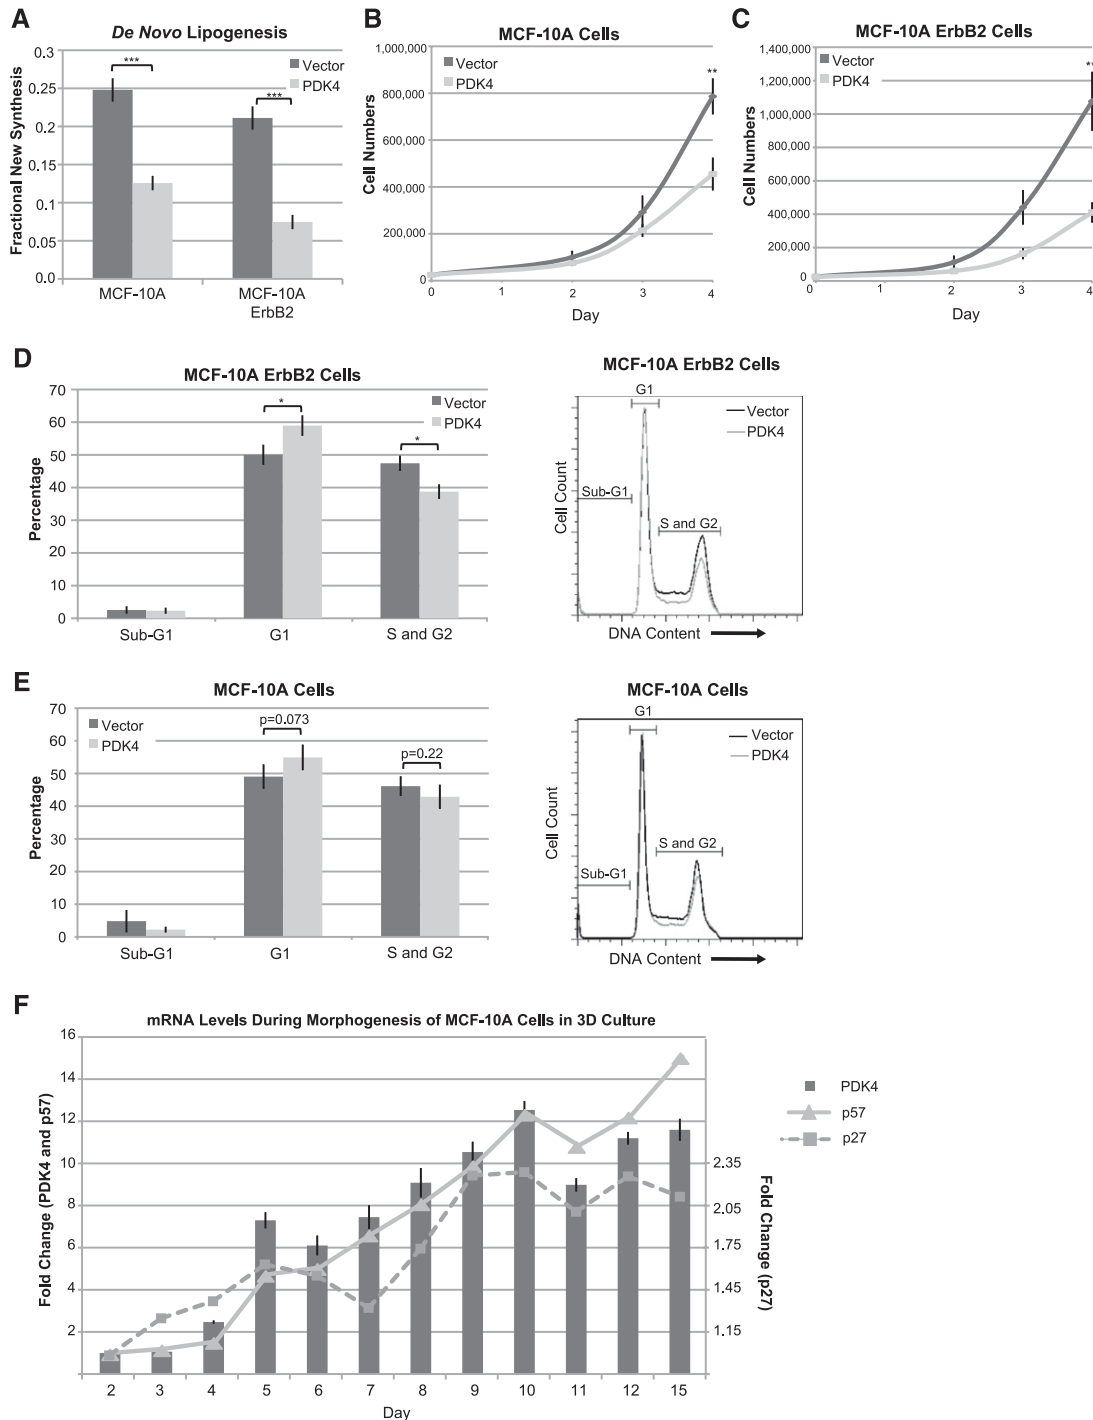 A
De Novo Lipogenesis
Fractional New Synthesis
0.3
0.25
0.2
0.15
0.1
0.05
0.0
***
***
Vector
PDK4
MCF-10A
MCF-10A
ErbB2
B
MCF-10A Cells
Cell Numbers
1,000,000
800,000
600,000
400,000
200,000
0
Vector
PDK4
**
0 1 2 3 4
Day
C
MCF-10A ErbB2 Cells
Cell Numbers
1,400,000
1,200,000
1,000,000
800,000
600,000
400,000
200,000
0
Vector
PDK4
**
0 1 2 3 4
Day
D
MCF-10A ErbB2 Cells
Percentage
70
60
50
40
30
20
10
0
Vector
PDK4
*
*
Sub-G1 G1 S and G2
MCF-10A ErbB2 Cells
G1
Vector
PDK4
Sub-G1
S and G2
Cell Count
DNA Content
E
MCF-10A Cells
Percentage
70
60
50
40
30
20
10
0
Vector
PDK4
p=0.073
p=0.22
Sub-G1 G1 S and G2
MCF-10A Cells
G1
Vector
PDK4
S and G2
Sub-G1
Cell Count
DNA Content
F
mRNA Levels During Morphogenesis of MCF-10A Cells in 3D Culture
Fold Change (PDK4 and p57)
16
14
12
10
8
6
4
2
2.35
2.05
1.75
1.45
1.15
Fold Change (p27)
PDK4
p57
p27
2 3 4 5 6 7 8 9 10 11 12 15
Day